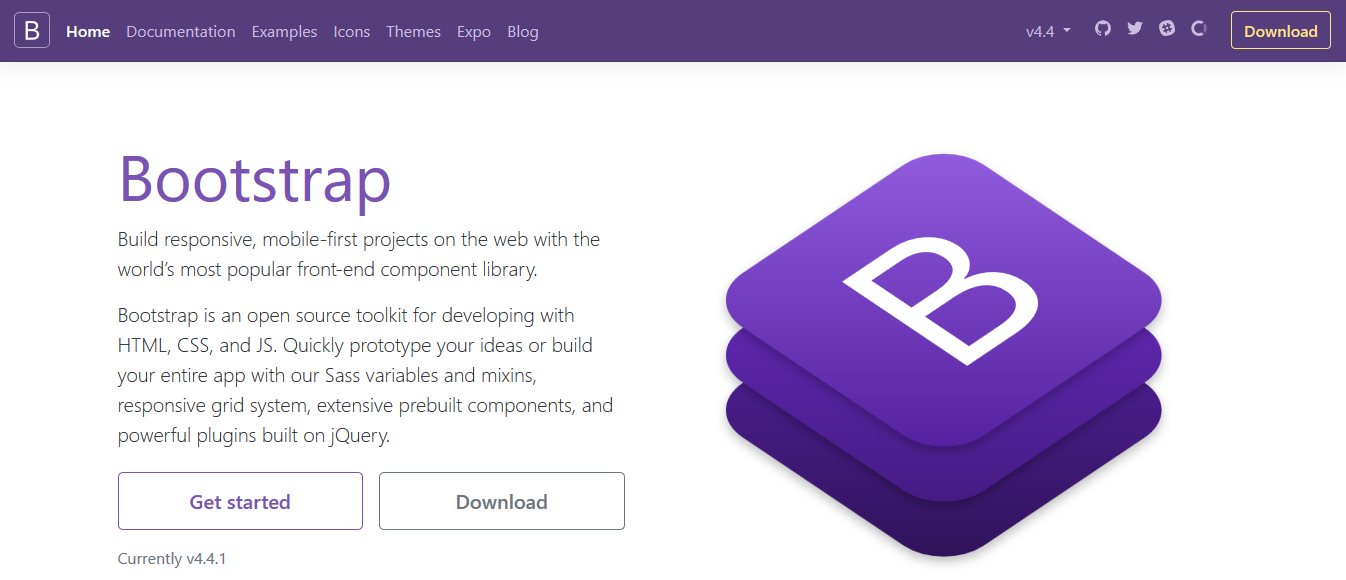 B Home Documentation Examples Icons Themes Expo Blog v4.4 Download
Bootstrap
Build responsive, mobile-first projects on the web with the
world’s most popular front-end component library.
Bootstrap is an open source toolkit for developing with
HTML, CSS, and JS. Quickly prototype your ideas or build
your entire app with our Sass variables and mixins,
responsive grid system, extensive prebuilt components, and
powerful plugins built on jQuery.
Get started Download
Currently v4.4.1
B